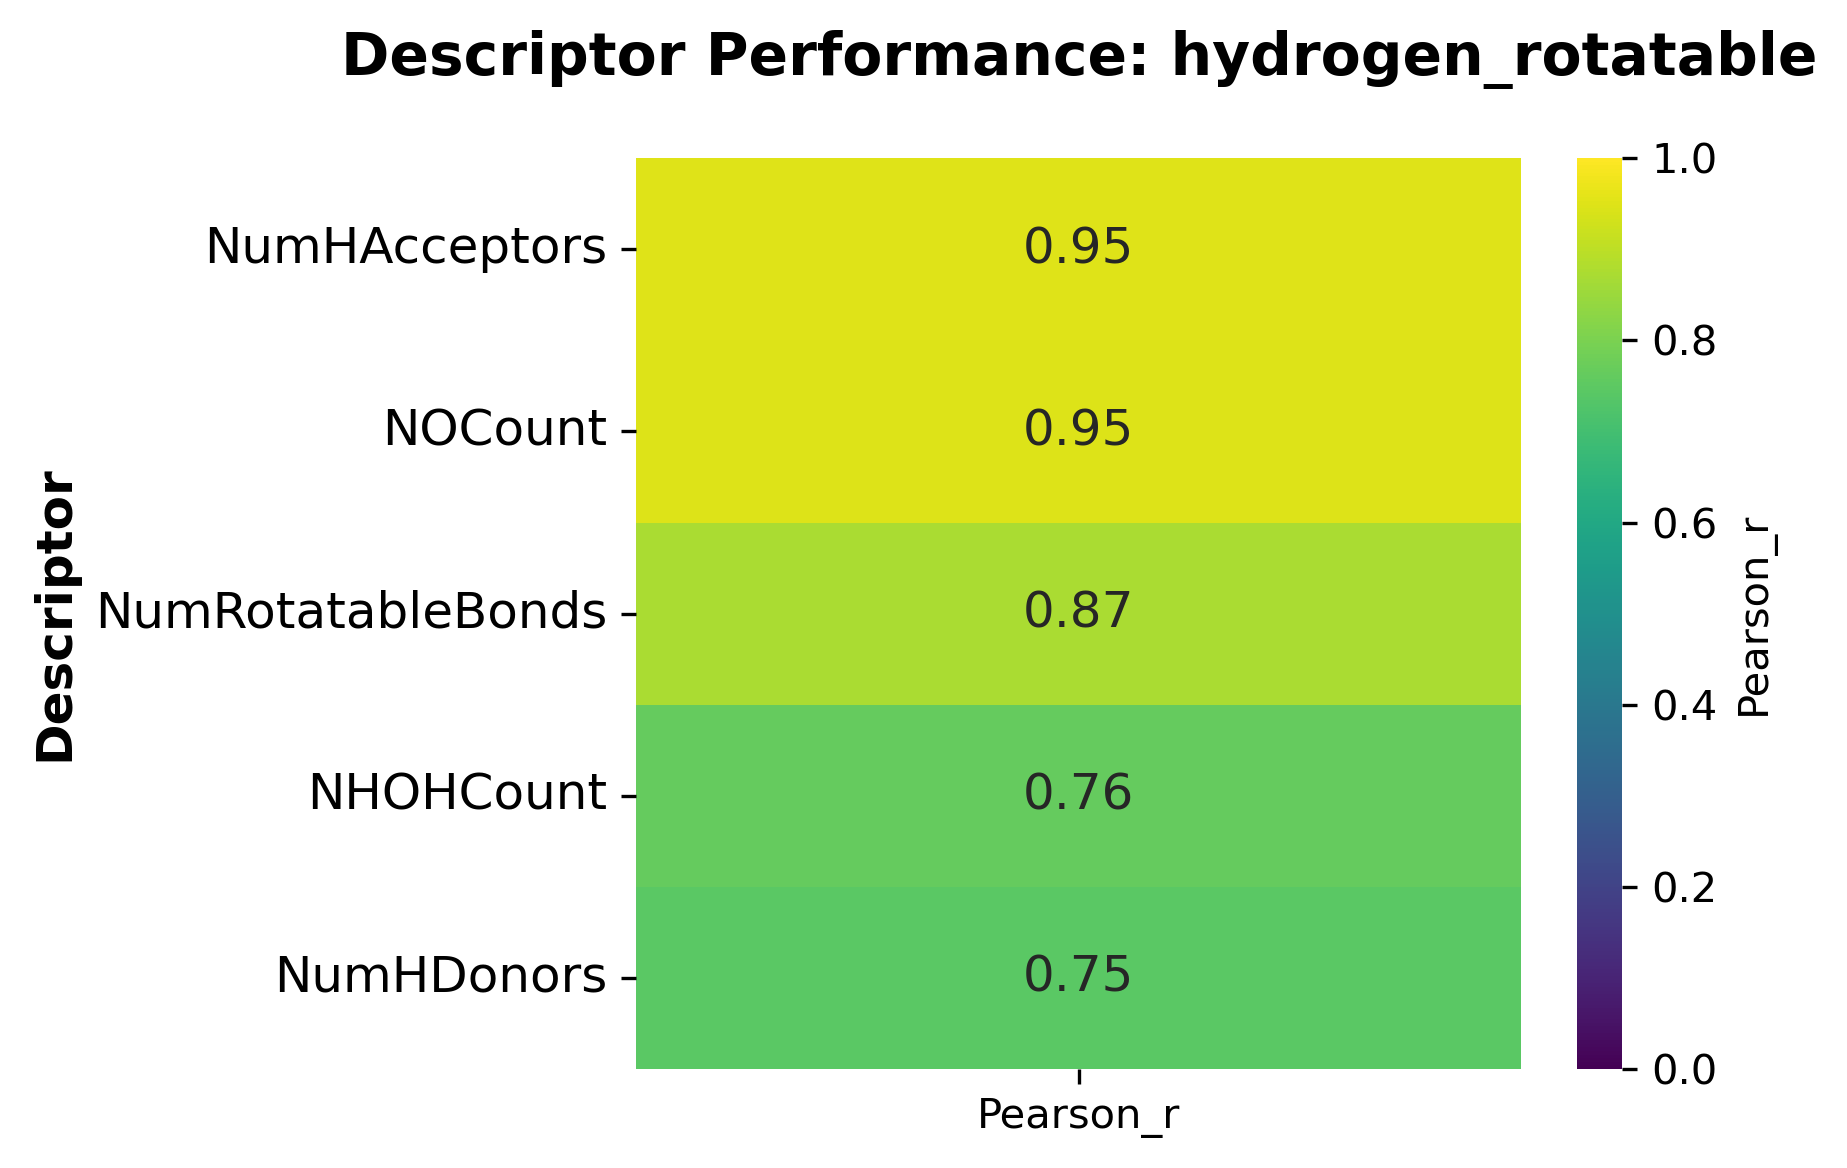 Descriptor Performance: hydrogen_rotatable
Descriptor
NumHAcceptors
0.95
NOCount
0.95
NumRotatableBonds
0.87
NHOHCount
0.76
NumHDonors
0.75
Pearson_r
1.0
0.8
0.6
0.4
0.2
0.0
Pearson_r